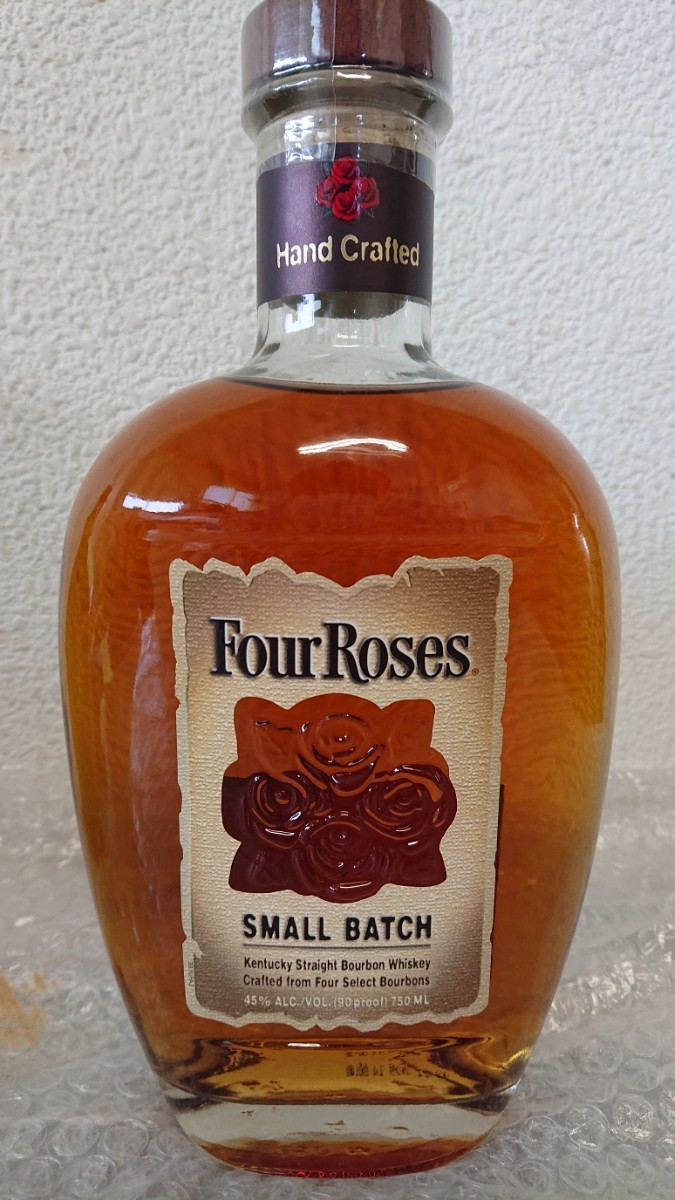 Hand Crafted
Four Roses®
SMALL BATCH
Kentucky Straight Bourbon Whiskey
Crafted from Four Select Bourbons
45% ALC./VOL. (90 proof) 750 ML